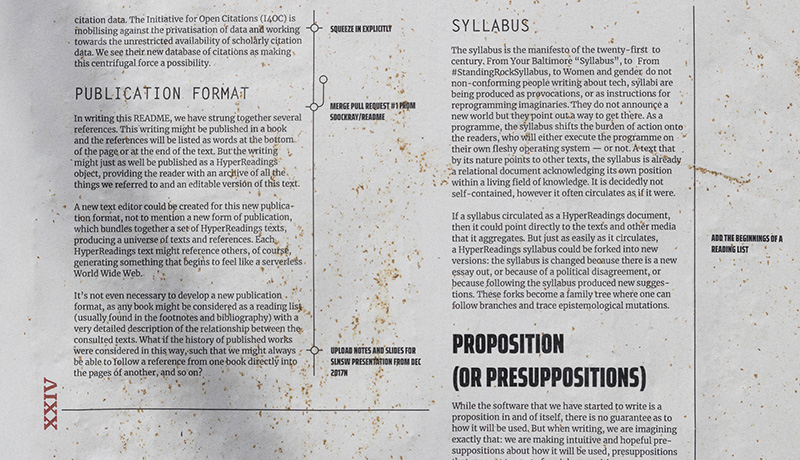 citation data. The Initiative for Open Citations (I4OC) is
mobilising against the privatisation of data and working
towards the unrestricted availability of scholarly citation
data. We see their new database of citations as making
this centrifugal force a possibility.
PUBLICATION FORMAT
In writing this README, we have strung together several
references. This writing might be published in a book
and the references will be listed as words at the bottom
of the page or at the end of the text. But the writing
might just as well be published as a HyperReadings
object, providing the reader with an archive of all the
things we referred to and an editable version of this text.
A new text editor could be created for this new publica-
tion format, not to mention a new form of publication,
which bundles together a set of HyperReadings texts,
producing a universe of texts and references. Each
HyperReadings text might reference others, of course,
generating something that begins to feel like a serverless
World Wide Web.
It's not even necessary to develop a new publication
format, as any book might be considered as a reading list
(usually found in the footnotes and bibliography) with a
very detailed description of the relationship between the
consulted texts. What if the history of published works
were considered in this way, such that we might always
be able to follow a reference from one book directly into
the pages of another, and so on?
XXIV
SQUEEZE IN EXPLICITLY
MERGE PULL REQUEST #1 FROM
SDOCKRAY/README
UPLOAD NOTES AND SLIDES FOR
SLNSW PRESENTATION FROM DEC
2017N
SYLLABUS
The syllabus is the manifesto of the twenty-first to
century. From Your Baltimore “Syllabus”, to From
#StandingRockSyllabus, to Women and gender do not
non-conforming people writing about tech, syllabi are
being produced as provocations, or as instructions for
reprogramming imaginaries. They do not announce a
new world but they point out a way to get there. As a
programme, the syllabus shifts the burden of action onto
the readers, who will either execute the programme on
their own fleshy operating system — or not. A text that
by its nature points to other texts, the syllabus is already
a relational document acknowledging its own position
within a living field of knowledge. It is decidedly not
self-contained, however it often circulates as if it were.
If a syllabus circulated as a HyperReadings document,
then it could point directly to the texts and other media
that it aggregates. But just as easily as it circulates,
a HyperReadings syllabus could be forked into new
versions: the syllabus is changed because there is a new
essay out, or because of a political disagreement, or
because following the syllabus produced new sugges-
tions. These forks become a family tree where one can
follow branches and trace epistemological mutations.
PROPOSITION
(OR PRESUPPOSITIONS)
While the software that we have started to write is a
proposition in and of itself, there is no guarantee as to
how it will be used. But when writing, we are imagining
exactly that: we are making intuitive and hopeful pre-
suppositions about how it will be used, presuppositions
ADD THE BEGINNINGS OF A
READING LIST